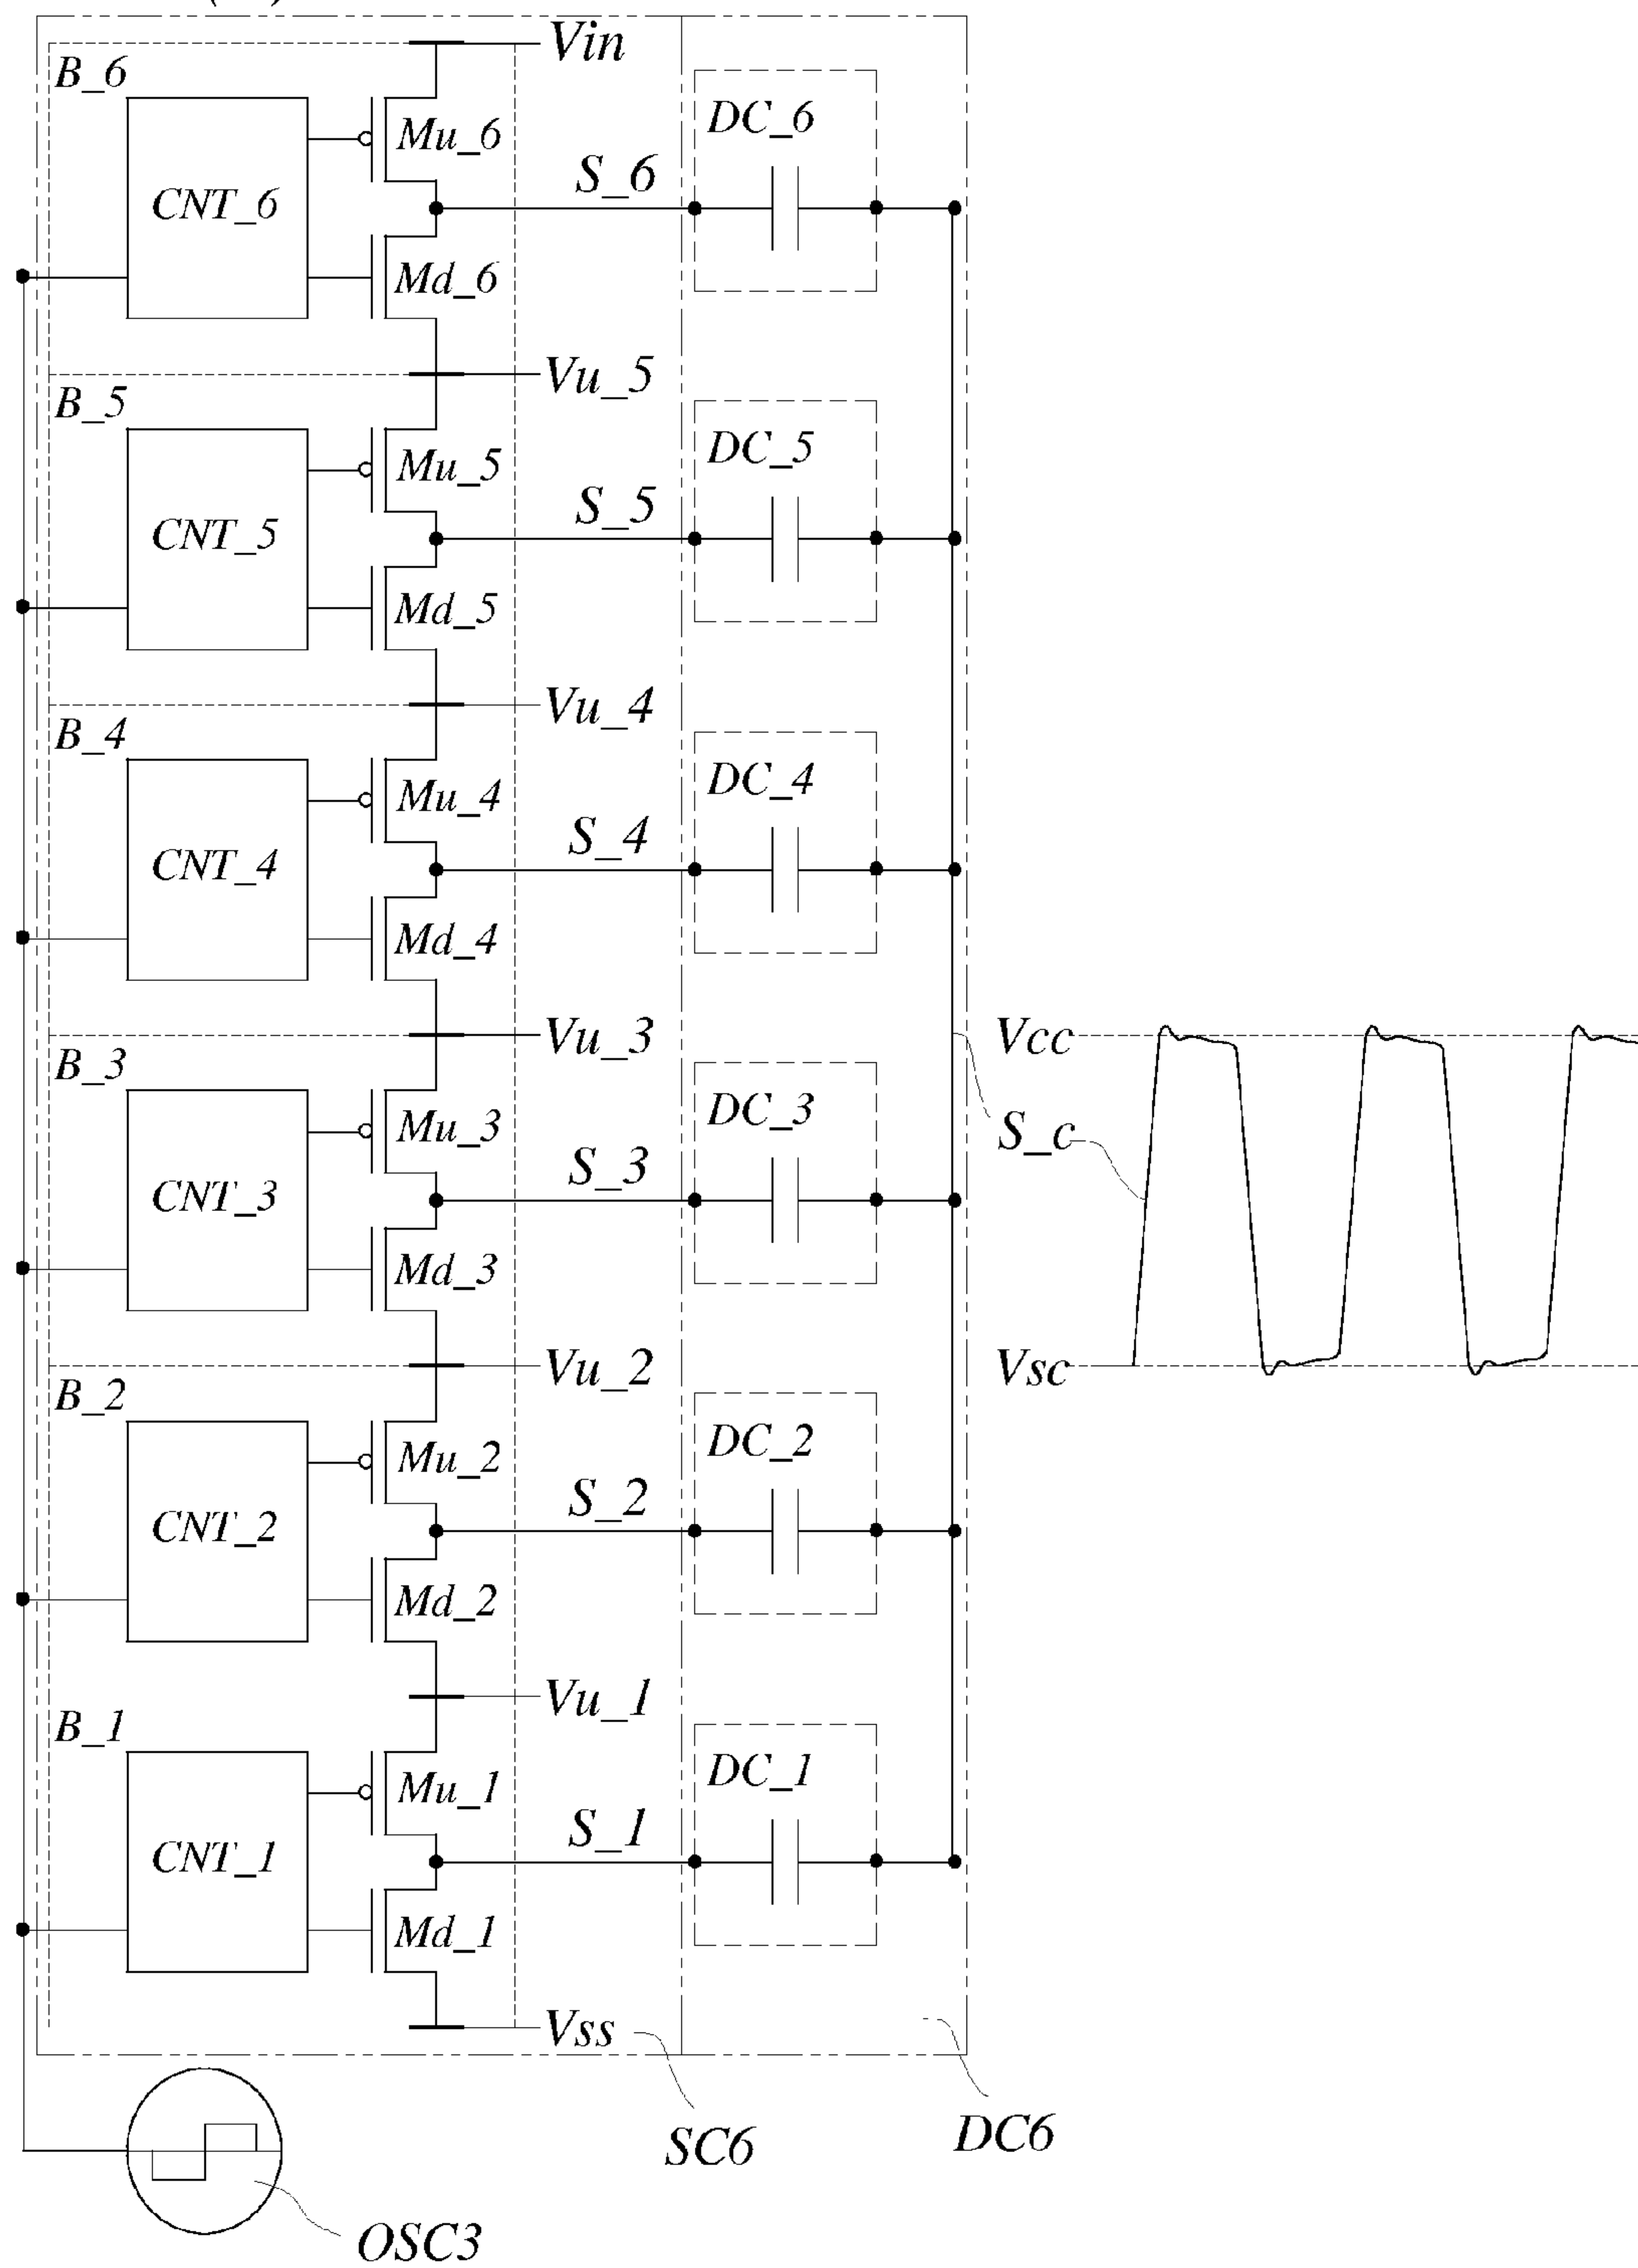 Vin
B_6
Mu_6
DC_6
S_6
CNT_6
Md_6
Vu_5
B_5
Mu_5
DC_5
S_5
CNT_5
Md_5
Vu_4
B_4
Mu_4
DC_4
S_4
CNT_4
Md_4
Vu_3
Vcc
B_3
Mu_3
DC_3
S_c
S_3
CNT_3
Md_3
Vu_2
Vsc
B_2
Mu_2
DC_2
S_2
CNT_2
Md_2
Vu_1
B_1
Mu_1
DC_1
S_1
CNT_1
Md_1
Vss
SC6
DC6
OSC3